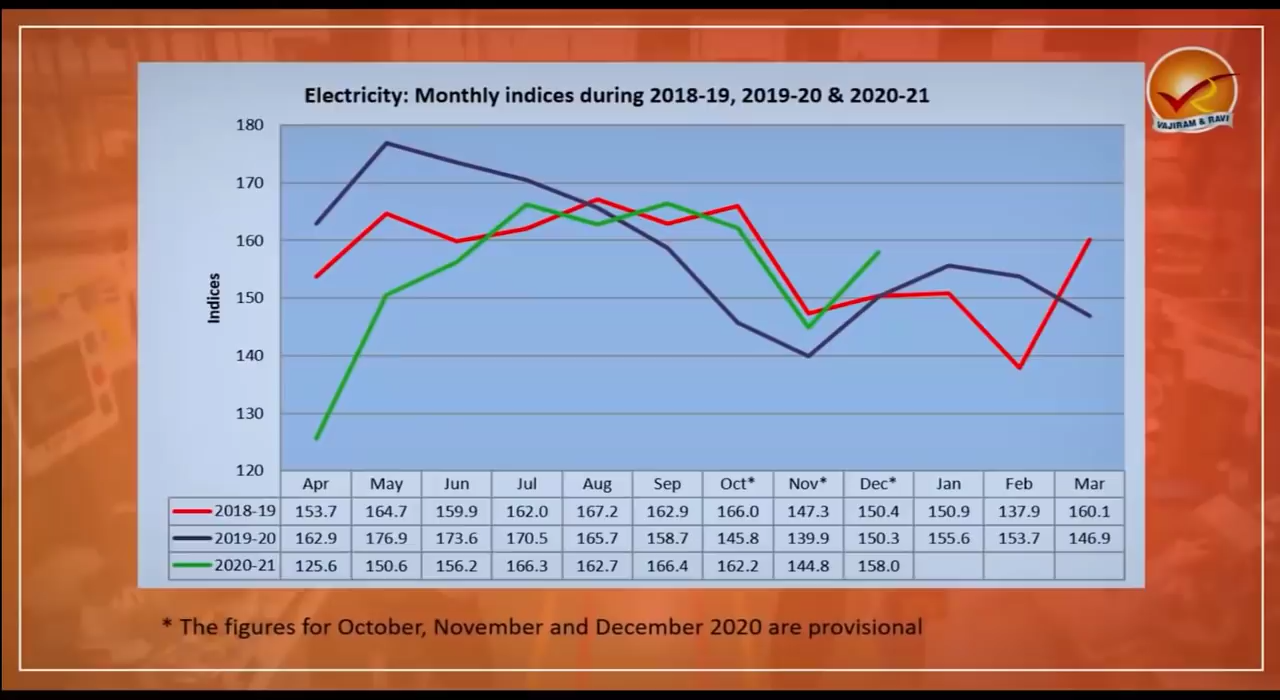 Electricity: Monthly indices during 2018-19, 2019-20 & 2020-21
VAJIRAM & RAVI
180
170
160
150
140
130
120
Indices
Apr May Jun Jul Aug Sep Oct* Nov* Dec* Jan Feb Mar
2018-19 153.7 164.7 159.9 162.0 167.2 162.9 166.0 147.3 150.4 150.9 137.9 160.1
2019-20 162.9 176.9 173.6 170.5 165.7 158.7 145.8 139.9 150.3 155.6 153.7 146.9
2020-21 125.6 150.6 156.2 166.3 162.7 166.4 162.2 144.8 158.0
* The figures for October, November and December 2020 are provisional